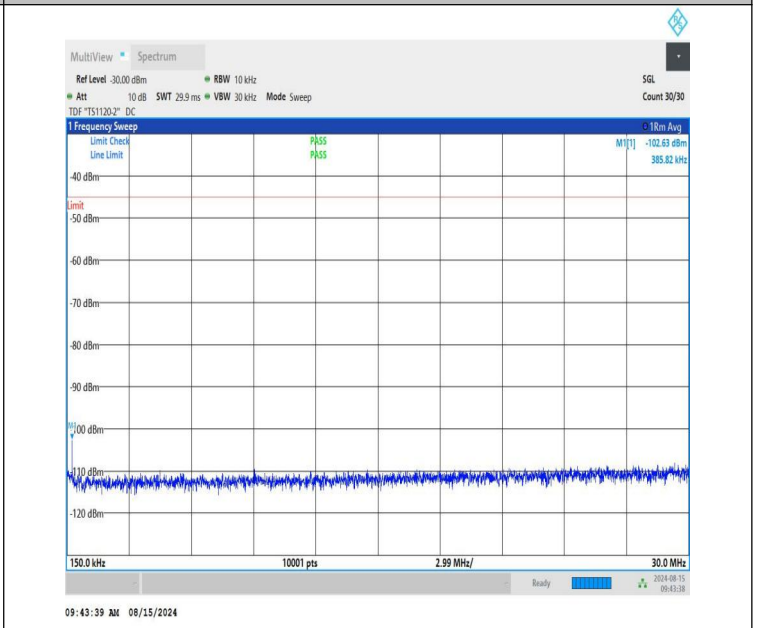 MultiView Spectrum
Ref Level -30.00 dBm RBW 10 kHz SGL
Att 10 dB SWT 29.9 ms VBW 30 kHz Mode Sweep Count 30/30
TDF "TS1120-2" DC
1 Frequency Sweep 1Rm Avg
Limit Check PASS M1[1] -102.63 dBm
Line Limit PASS 385.82 kHz
-40 dBm
Limit
-50 dBm
-60 dBm
-70 dBm
-80 dBm
-90 dBm
M1
-100 dBm
-110 dBm
-120 dBm
150.0 kHz 10001 pts 2.99 MHz/ 30.0 MHz
Ready 2024-08-15
09:43:38
09:43:39 AM 08/15/2024